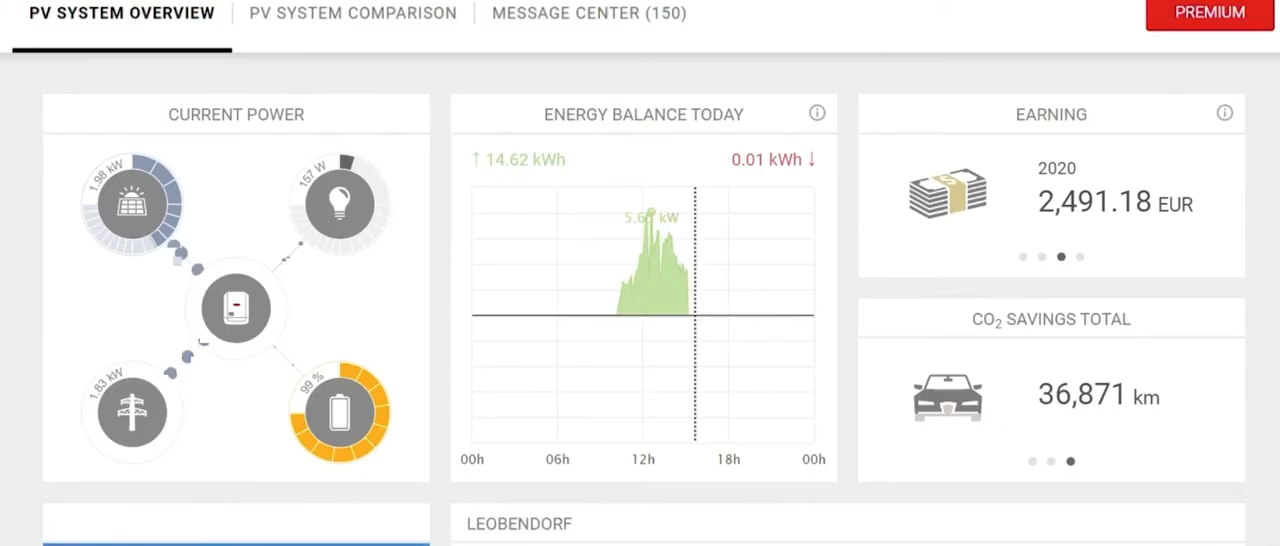 PV SYSTEM OVERVIEW
PV SYSTEM COMPARISON
MESSAGE CENTER (150)
PREMIUM
CURRENT POWER
1.98 kW
157 W
1.83 kW
99 %
ENERGY BALANCE TODAY
↑ 14.62 kWh
0.01 kWh ↓
kW
00h 06h 12h 18h 00h
EARNING
2020
2,491.18 EUR
CO₂ SAVINGS TOTAL
36,871 km
LEOBENDORF